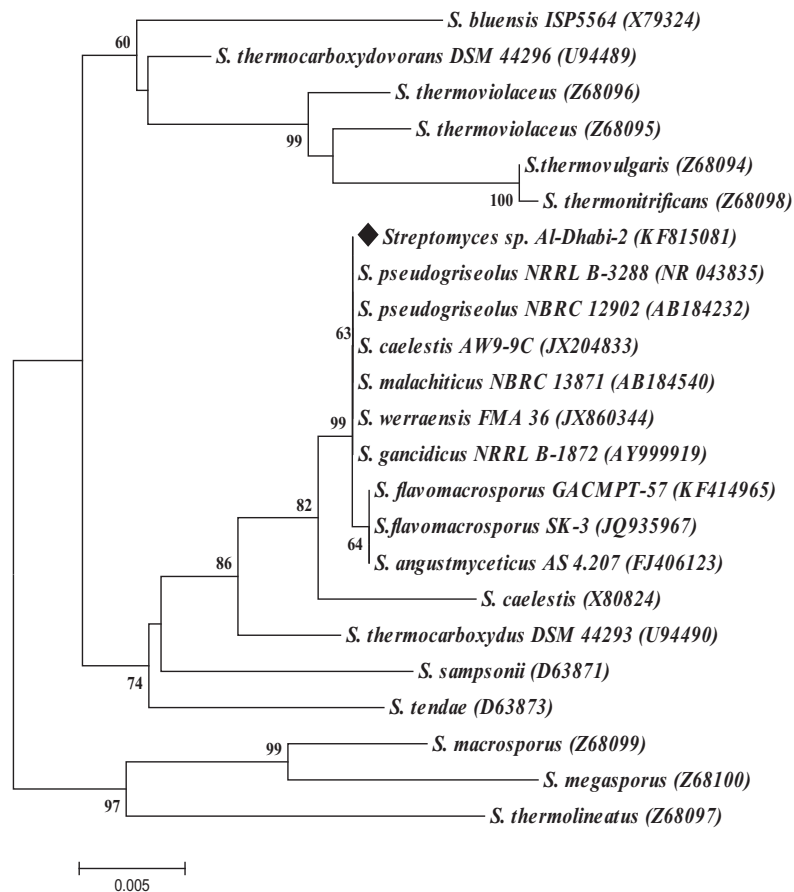 S. bluensis ISP5564 (X79324)
60
S. thermocarboxydovorans DSM 44296 (U94489)
S. thermoviolaceus (Z68096)
S. thermoviolaceus (Z68095)
99
S.thermovulgaris (Z68094)
100
S. thermonitrificans (Z68098)
Streptomyces sp. Al-Dhabi-2 (KF815081)
S. pseudogriseolus NRRL B-3288 (NR 043835)
S. pseudogriseolus NBRC 12902 (AB184232)
63
S. caelestis AW9-9C (JX204833)
S. malachiticus NBRC 13871 (AB184540)
S. werraensis FMA 36 (JX860344)
99
S. gancidicus NRRL B-1872 (AY999919)
S. flavomacrosporus GACMPT-57 (KF414965)
82
S.flavomacrosporus SK-3 (JQ935967)
64
S. angustmyceticus AS 4.207 (FJ406123)
86
S. caelestis (X80824)
S. thermocarboxydus DSM 44293 (U94490)
S. sampsonii (D63871)
74
S. tendae (D63873)
S. macrosporus (Z68099)
99
S. megasporus (Z68100)
97
S. thermolineatus (Z68097)
0.005